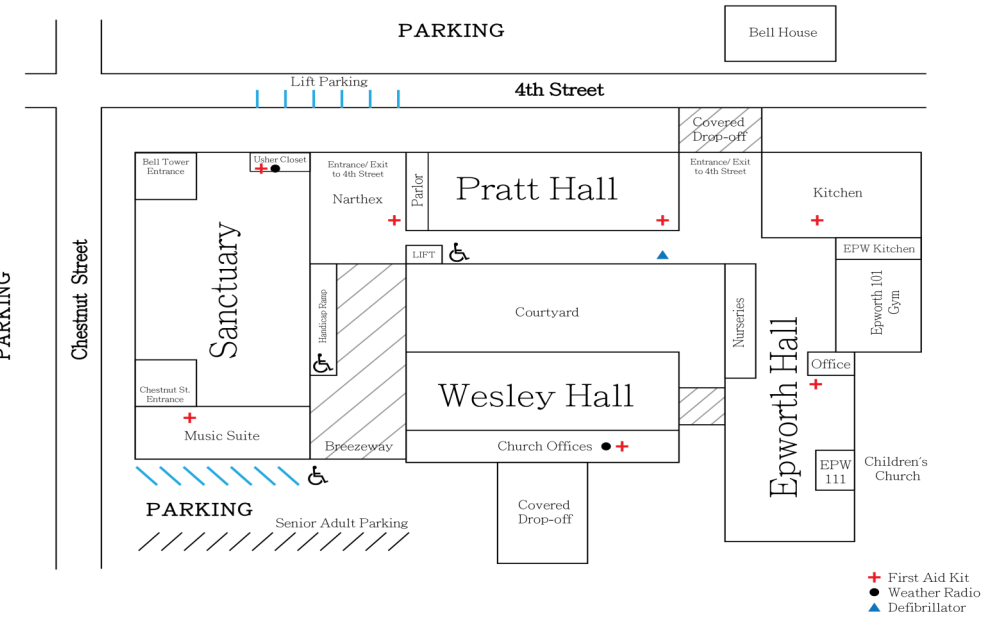 PARKING
Bell House
Lift Parking
4th Street
Covered
Drop-off
Bell Tower
Entrance
Usher Closet
Entrance/ Exit
to 4th Street
Narthex
Parlor
Pratt Hall
Entrance/ Exit
to 4th Street
Kitchen
LIFT
EPW Kitchen
PARKING
Chestnut Street
Sanctuary
Handicap Ramp
Courtyard
Nurseries
Epworth 101
Gym
Epworth Hall
Office
Chestnut St.
Entrance
Wesley Hall
Music Suite
Breezeway
Church Offices
EPW
111
Children's
Church
PARKING
Senior Adult Parking
Covered
Drop-off
First Aid Kit
Weather Radio
Defibrillator